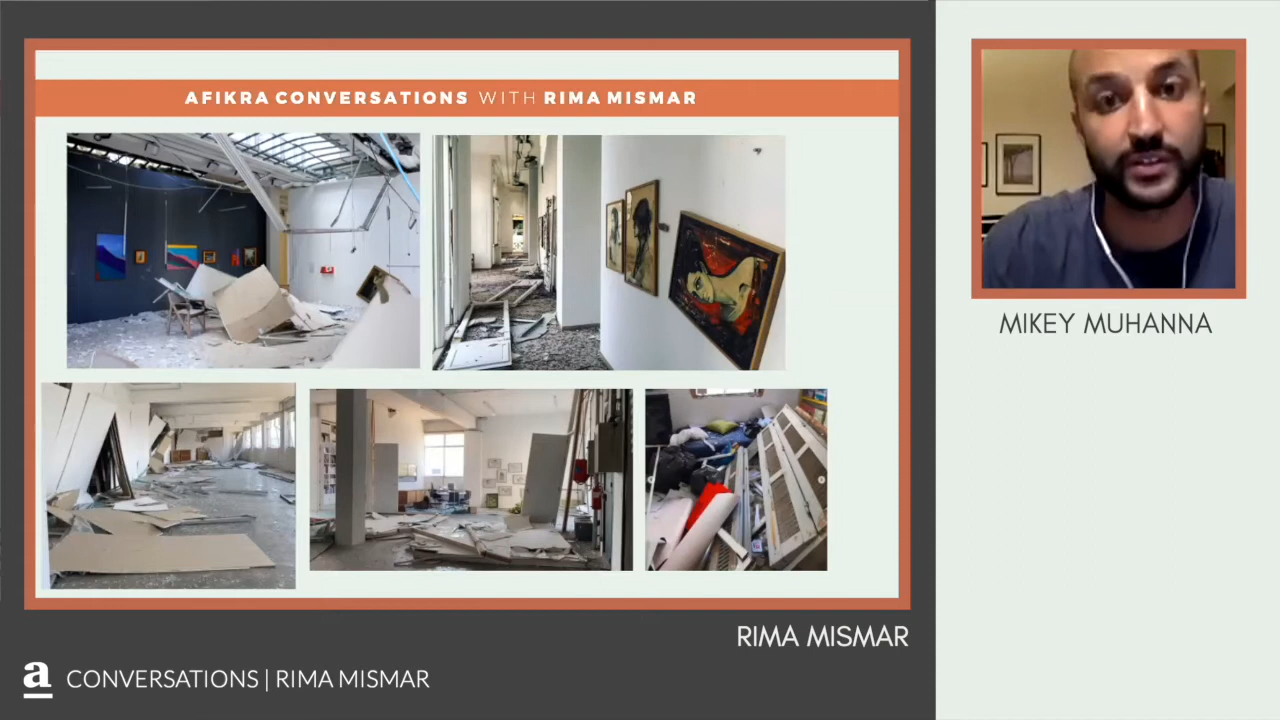 AFIKRA CONVERSATIONS WITH RIMA MISMAR
MIKEY MUHANNA
RIMA MISMAR
a CONVERSATIONS | RIMA MISMAR